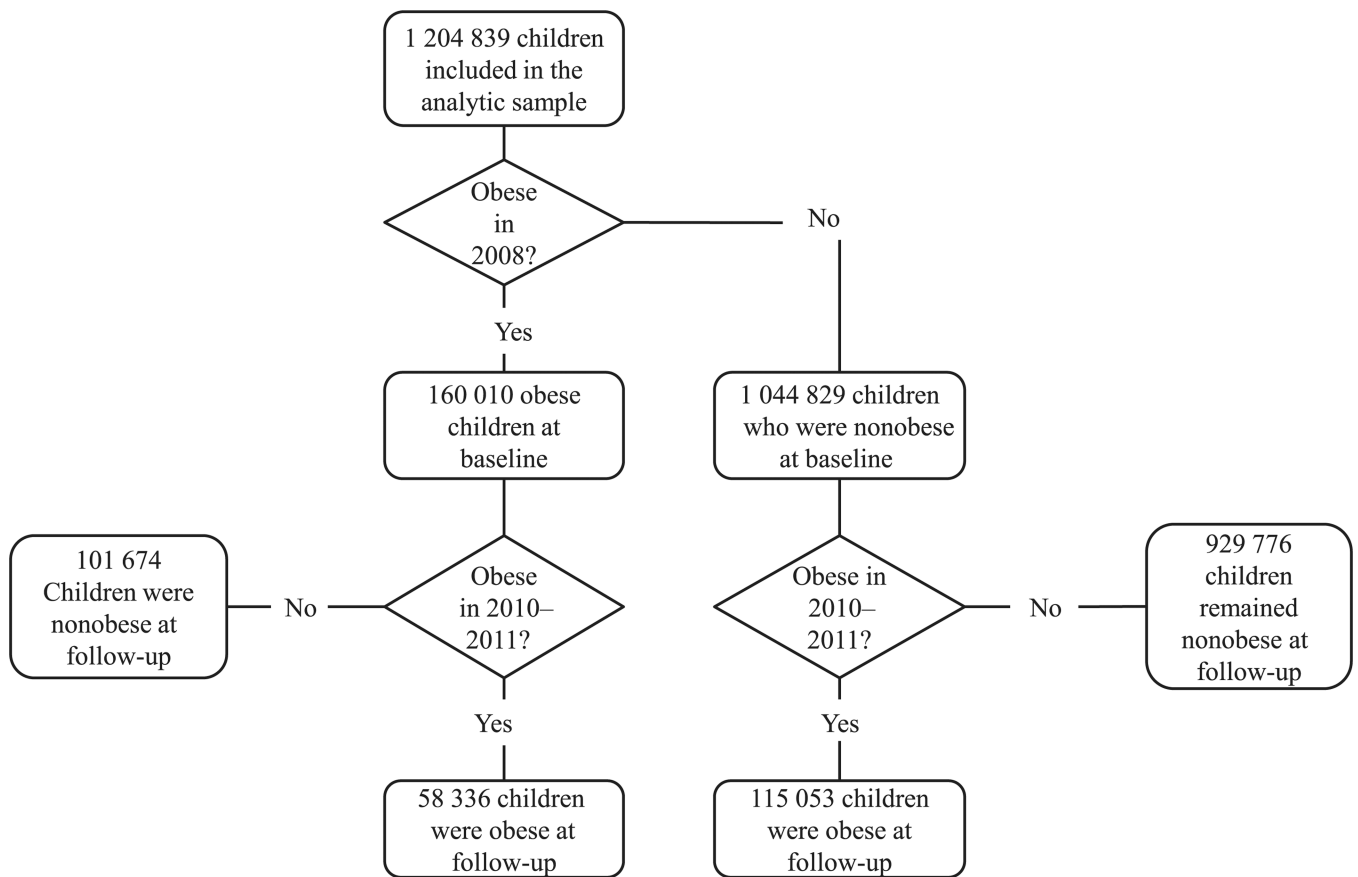 1 204 839 children
included in the
analytic sample
Obese
in
2008?
No
Yes
160 010 obese
children at
baseline
1 044 829 children
who were nonobese
at baseline
101 674
Children were
nonobese at
follow-up
No
Obese
in 2010–
2011?
Obese in
2010–
2011?
No
929 776
children
remained
nonobese at
follow-up
Yes
Yes
58 336 children
were obese at
follow-up
115 053 children
were obese at
follow-up